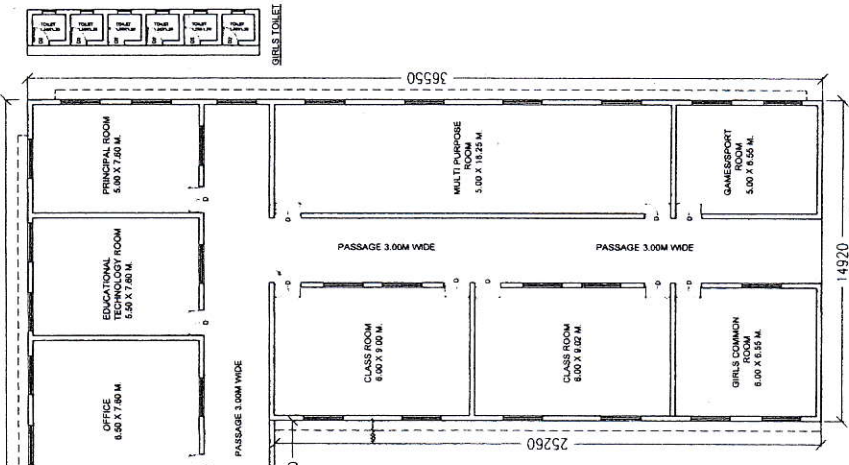 GIRLS TOILET
TOILET
TOILET
TOILET
TOILET
TOILET
TOILET
36550
PRINCIPAL ROOM
5.00 X 7.60 M.
MULTI PURPOSE
ROOM
5.00 X 18.25 M.
GAMES/SPORT
ROOM
5.00 X 6.55 M.
D
D
D
D
PASSAGE 3.00M WIDE
PASSAGE 3.00M WIDE
14920
EDUCATIONAL
TECHNOLOGY ROOM
5.50 X 7.60 M.
D
D
D
D
D
D
CLASS ROOM
6.00 X 9.00 M.
CLASS ROOM
6.00 X 9.02 M.
GIRLS COMMON
ROOM
6.00 X 6.55 M.
OFFICE
6.50 X 7.60 M.
PASSAGE 3.00M WIDE
25260